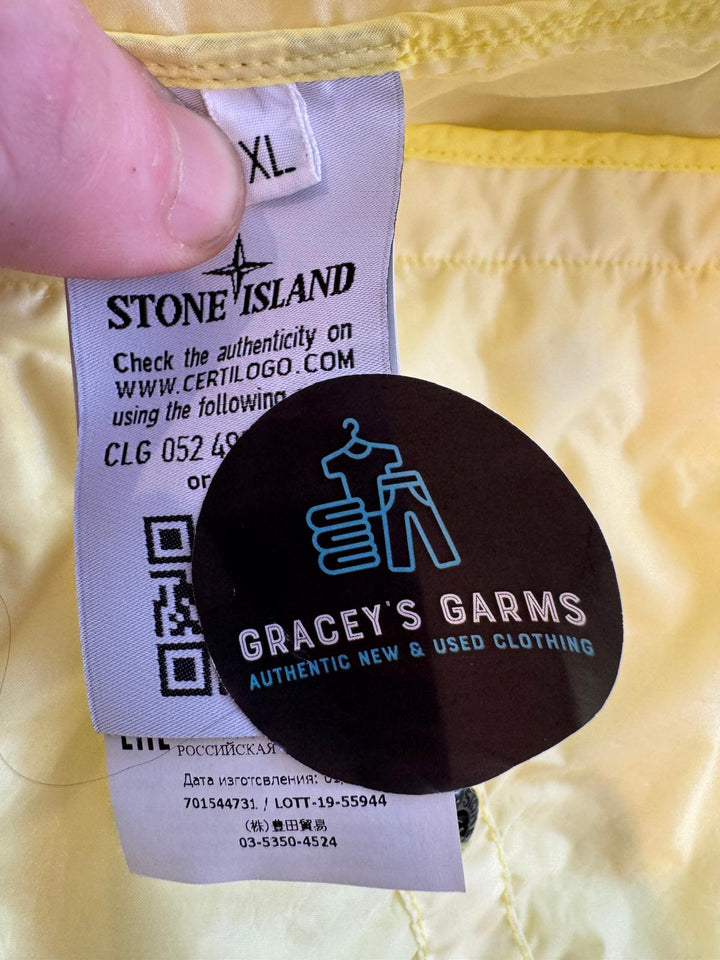 XL
STONE ISLAND
Check the authenticity on
WWW.CERTILOGO.COM
using the following
CLG 052
or
GRACEY'S GARMS
AUTHENTIC NEW & USED CLOTHING
РОССИЙСКАЯ
Дата изготовления:
701544731 / LOTT-19-55944
(株)豊田貿易
03-5350-4524